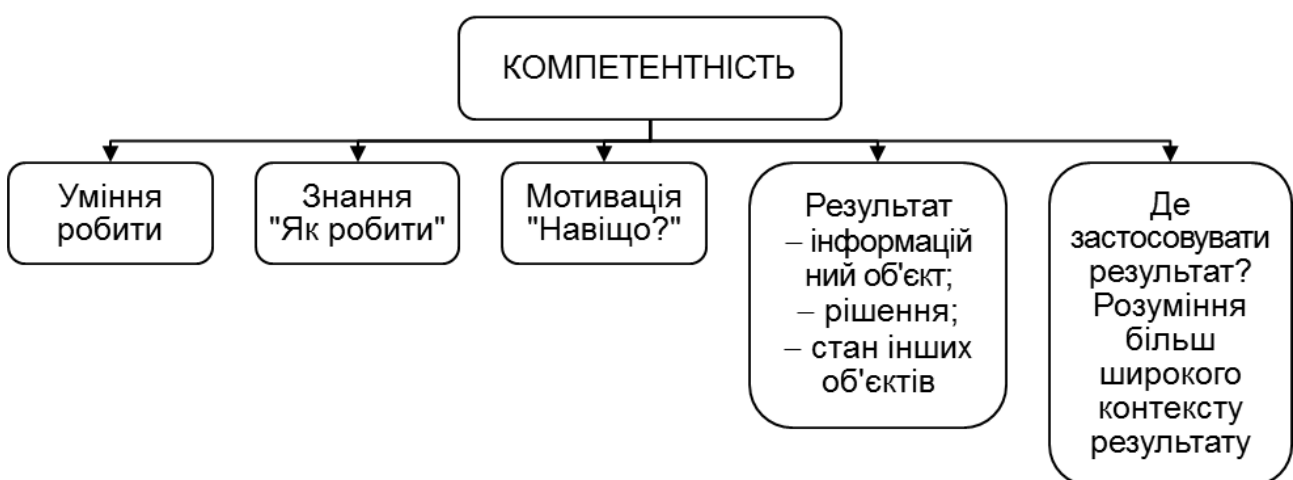 КОМПЕТЕНТНІСТЬ
Уміння
робити
Знання
"Як робити"
Мотивація
"Навіщо?"
Результат
– інформацій
ний об'єкт;
– рішення;
– стан інших
об'єктів
Де
застосовувати
результат?
Розуміння
більш
широкого
контексту
результату